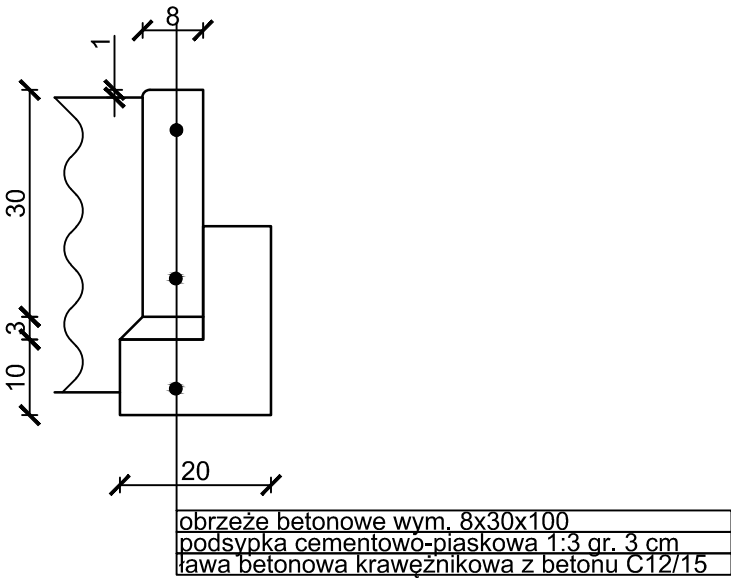 8
1
30
3
10
20
obrzeże betonowe wym. 8x30x100
podsypka cementowo-piaskowa 1:3 gr. 3 cm
ława betonowa krawężnikowa z betonu C12/15